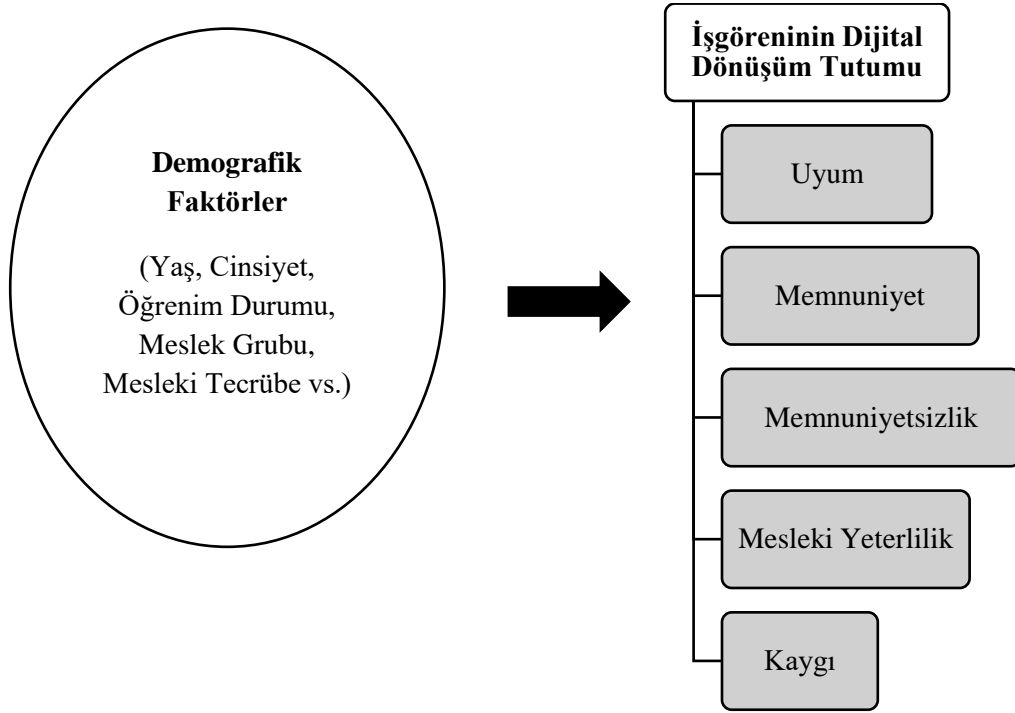 Demografik
Faktörler
(Yaş, Cinsiyet,
Öğrenim Durumu,
Meslek Grubu,
Mesleki Tecrübe vs.)
İşgöreninin Dijital
Dönüşüm Tutumu
Uyum
Memnuniyet
Memnuniyetsizlik
Mesleki Yeterlilik
Kaygı